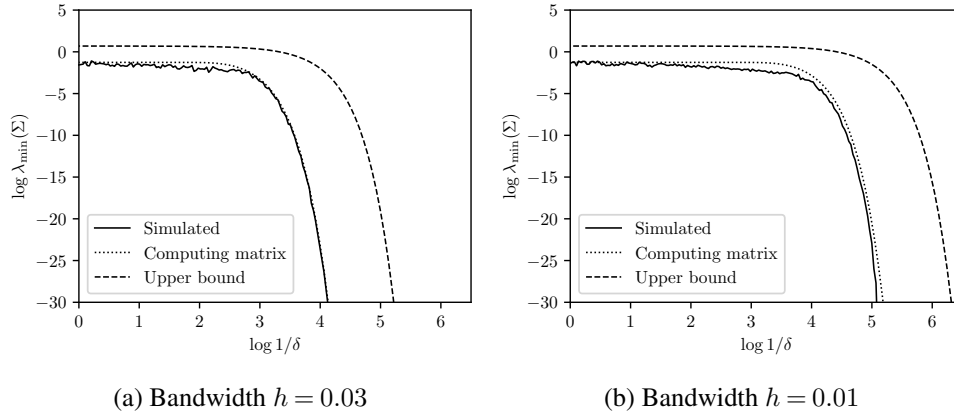 5
0
−5
−10
−15
−20
−25
−30
log λmin(Σ)
Simulated
Computing matrix
Upper bound
0 1 2 3 4 5 6
log 1/δ
(a) Bandwidth h = 0.03
5
0
−5
−10
−15
−20
−25
−30
log λmin(Σ)
Simulated
Computing matrix
Upper bound
0 1 2 3 4 5 6
log 1/δ
(b) Bandwidth h = 0.01